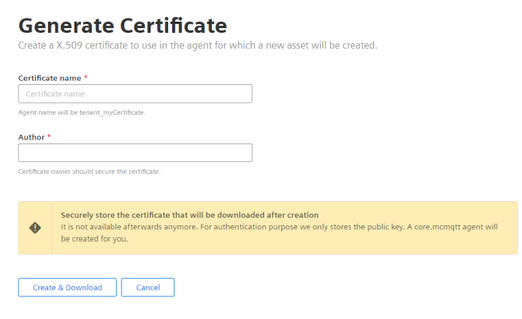 Generate Certificate
Create a X.509 certificate to use in the agent for which a new asset will be created.
Certificate name *
Certificate name
Agent name will be tenant_myCertificate.
Author *
Certificate owner should secure the certificate.
Securely store the certificate that will be downloaded after creation
It is not available afterwards anymore. For authentication purpose we only stores the public key. A core.mcmqtt agent will
be created for you.
Create & Download
Cancel